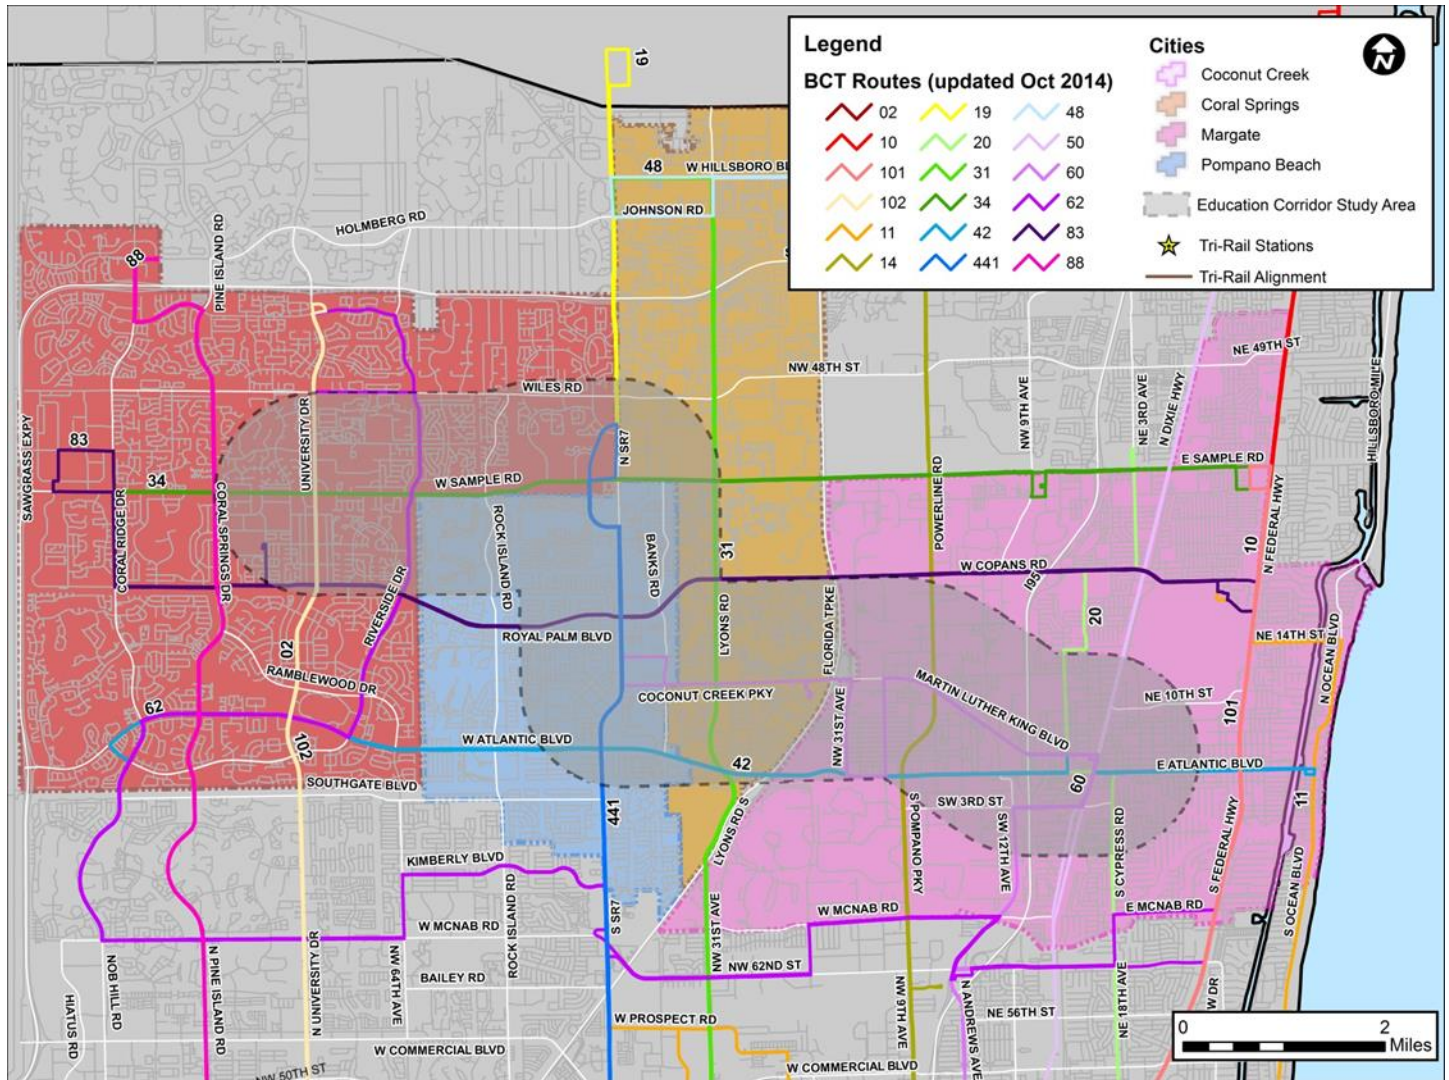 Legend
BCT Routes (updated Oct 2014)
02
10
101
102
11
14
19
20
31
34
42
441
48
50
60
62
83
88
Cities
Coconut Creek
Coral Springs
Margate
Pompano Beach
Education Corridor Study Area
Tri-Rail Stations
Tri-Rail Alignment
N
19
48
W HILLSBORO BL
JOHNSON RD
HOLMBERG RD
PINE ISLAND RD
88
S
NE 49TH ST
NW 48TH ST
WILES RD
HILLSBORO MILE
NW 9TH AVE
NE 3RD AVE
N DIXIE HWY
SAWGRASS EXPY
UNIVERSITY DR
N SR7
83
34
W SAMPLE RD
E SAMPLE RD
POWERLINE RD
CORAL RIDGE DR
CORAL SPRINGS DR
ROCK ISLAND RD
BANKS RD
31
10
N FEDERAL HWY
W COPANS RD
I95
RIVERSIDE DR
ROYAL PALM BLVD
LYONS RD
FLORIDA TPKE
20
NE 14TH ST
N OCEAN BLVD
02
RAMBLEWOOD DR
COCONUT CREEK PKY
MARTIN LUTHER KING BLVD
NE 10TH ST
62
102
W ATLANTIC BLVD
42
NW 31ST AVE
101
E ATLANTIC BLVD
60
SOUTHGATE BLVD
441
LYONS RD S
S POMPANO PKY
SW 3RD ST
SW 12TH AVE
S CYPRESS RD
S FEDERAL HWY
11
KIMBERLY BLVD
W MCNAB RD
ROCK ISLAND RD
S SR7
NW 31ST AVE
W MCNAB RD
E MCNAB RD
S OCEAN BLVD
NOB HILL RD
HIATUS RD
N PINE ISLAND RD
N UNIVERSITY DR
NW 64TH AVE
BAILEY RD
NW 62ND ST
NW 9TH AVE
N ANDREWS AVE
NE 56TH ST
NE 18TH AVE
W DR
W PROSPECT RD
W COMMERCIAL BLVD
W COMMERCIAL BLVD
NW 50TH ST
0 2
Miles